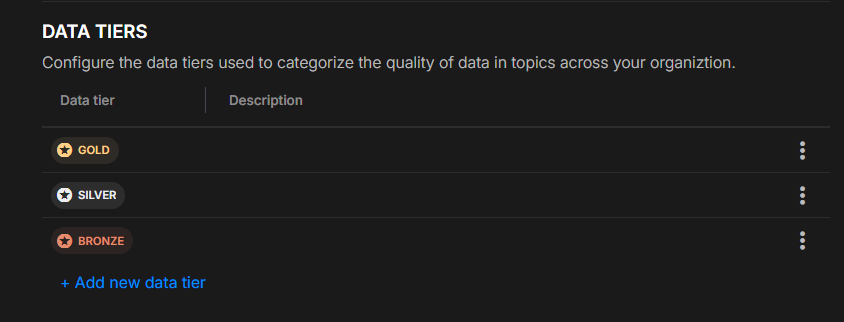 DATA TIERS
Configure the data tiers used to categorize the quality of data in topics across your organiztion.
Data tier Description
GOLD
SILVER
BRONZE
+ Add new data tier